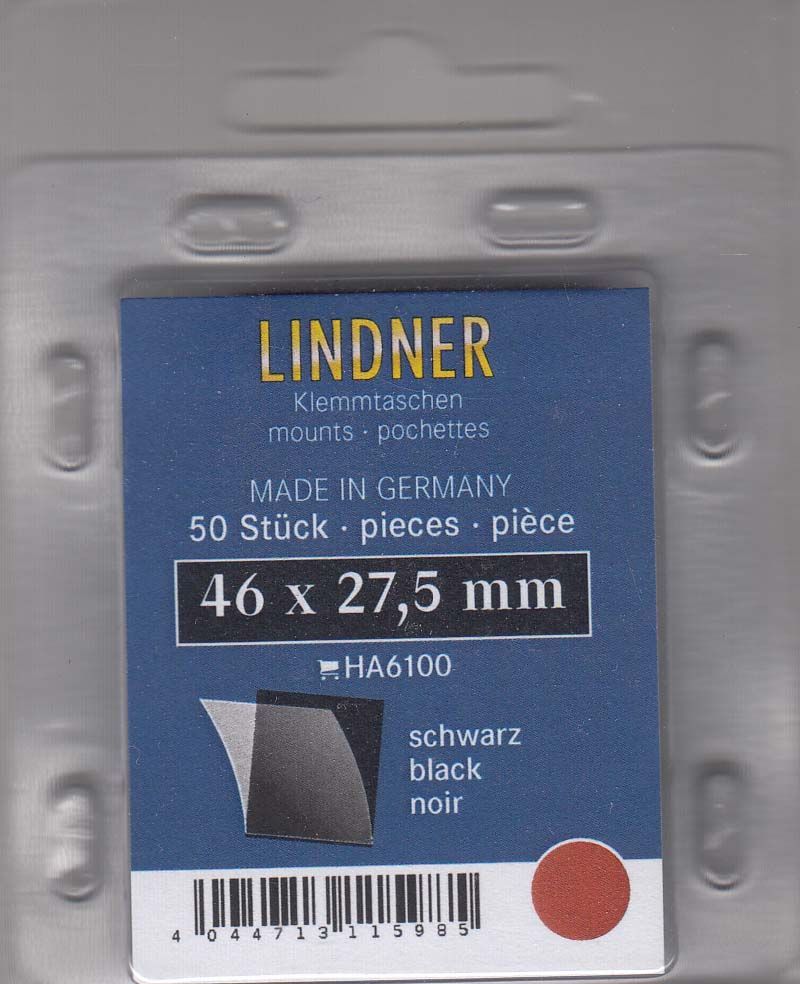 LINDNER
Klemmtaschen
mounts · pochettes
MADE IN GERMANY
50 Stück · pieces · pièce
46 x 27,5 mm
HA6100
schwarz
black
noir
4 044713 115985